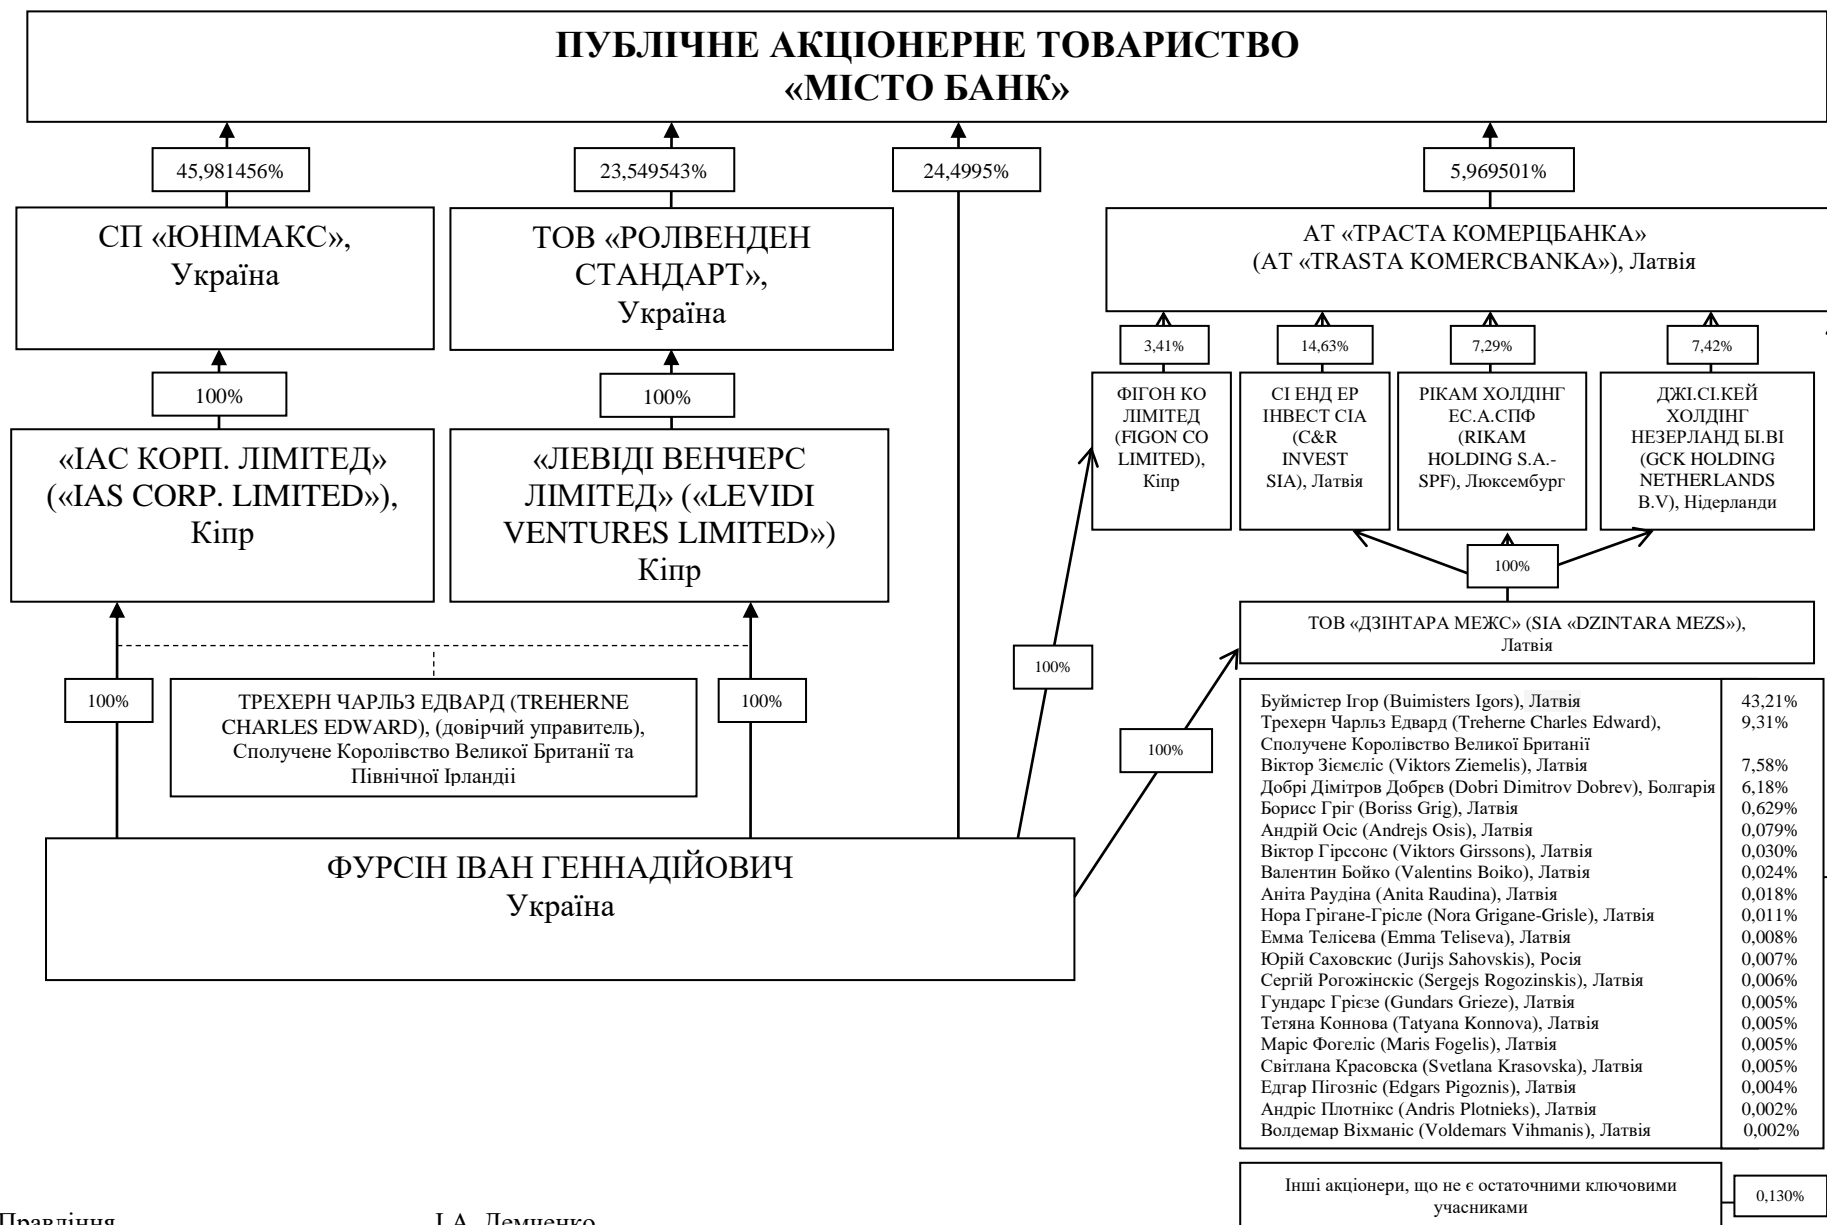 ПУБЛІЧНЕ АКЦІОНЕРНЕ ТОВАРИСТВО
«МІСТО БАНК»
45,981456%
23,549543%
24,4995%
5,969501%
СП «ЮНІМАКС»,
Україна
ТОВ «РОЛВЕНДЕН
СТАНДАРТ»,
Україна
АТ «ТРАСТА КОМЕРЦБАНКА»
(АТ «TRASTA KOMERCBANKA»), Латвія
3,41%
14,63%
7,29%
7,42%
100%
100%
ФІГОН КО
ЛІМІТЕД
(FIGON CO
LIMITED),
Кіпр
СІ ЕНД ЕР
ІНВЕСТ СІА
(C&R
INVEST
SIA), Латвія
РІКАМ ХОЛДІНГ
ЕС.А.СПФ
(RIKAM
HOLDING S.A.-
SPF), Люксембург
ДЖІ.СІ.КЕЙ
ХОЛДІНГ
НЕЗЕРЛАНД БІ.ВІ
(GCK HOLDING
NETHERLANDS
B.V), Нідерланди
«ІАС КОРП. ЛІМІТЕД»
(«IAS CORP. LIMITED»),
Кіпр
«ЛЕВІДІ ВЕНЧЕРС
ЛІМІТЕД» («LEVIDI
VENTURES LIMITED»)
Кіпр
100%
ТОВ «ДЗІНТАРА МЕЖС» (SIA «DZINTARA MEZS»),
Латвія
100%
100%
ТРЕХЕРН ЧАРЛЬЗ ЕДВАРД (TREHERNE
CHARLES EDWARD), (довірчий управитель),
Сполучене Королівство Великої Британії та
Північної Ірландії
100%
100%
Буймістер Ігор (Buimisters Igors), Латвія 43,21%
Трехерн Чарльз Едвард (Treherne Charles Edward), 9,31%
Сполучене Королівство Великої Британії
Віктор Зіємєліс (Viktors Ziemelis), Латвія 7,58%
Добрі Дімітров Добрєв (Dobri Dimitrov Dobrev), Болгарія 6,18%
Борисс Гріг (Boriss Grig), Латвія 0,629%
Андрій Осіс (Andrejs Osis), Латвія 0,079%
Віктор Гірссонс (Viktors Girssons), Латвія 0,030%
Валентин Бойко (Valentins Boiko), Латвія 0,024%
Аніта Раудіна (Anita Raudina), Латвія 0,018%
Нора Грігане-Грісле (Nora Grigane-Grisle), Латвія 0,011%
Емма Телісева (Emma Teliseva), Латвія 0,008%
Юрій Саховскис (Jurijs Sahovskis), Росія 0,007%
Сергій Рогожінскіс (Sergejs Rogozinskis), Латвія 0,006%
Гундарс Грієзе (Gundars Grieze), Латвія 0,005%
Тетяна Коннова (Tatyana Konnova), Латвія 0,005%
Маріс Фогеліс (Maris Fogelis), Латвія 0,005%
Світлана Красовска (Svetlana Krasovska), Латвія 0,005%
Едгар Пігозніс (Edgars Pigoznis), Латвія 0,004%
Андріс Плотнікс (Andris Plotnieks), Латвія 0,002%
Волдемар Віхманіс (Voldemars Vihmanis), Латвія 0,002%
ФУРСІН ІВАН ГЕННАДІЙОВИЧ
Україна
Інші акціонери, що не є остаточними ключовими
учасниками
0,130%
Правління І.А. Демченко